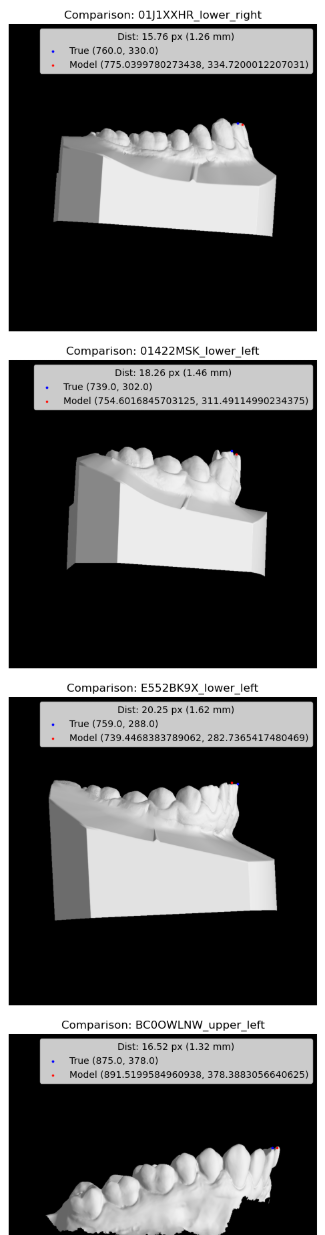 Comparison: 01J1XXHR_lower_right
Dist: 15.76 px (1.26 mm)
True (760.0, 330.0)
Model (775.0399780273438, 334.7200012207031)
Comparison: 01422MSK_lower_left
Dist: 18.26 px (1.46 mm)
True (739.0, 302.0)
Model (754.6016845703125, 311.49114990234375)
Comparison: E552BK9X_lower_left
Dist: 20.25 px (1.62 mm)
True (759.0, 288.0)
Model (739.4468383789062, 282.7365417480469)
Comparison: BC0OWLNW_upper_left
Dist: 16.52 px (1.32 mm)
True (875.0, 378.0)
Model (891.5199584960938, 378.3883056640625)